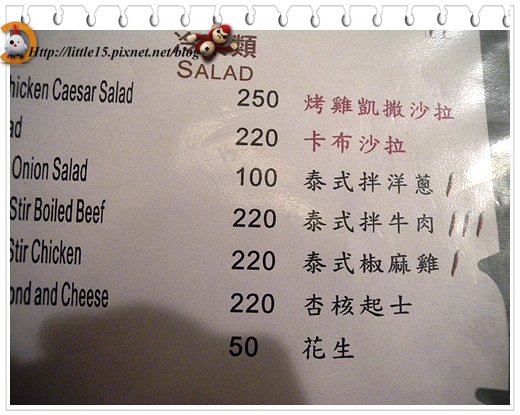 Http://little15.pixnet.net/blog
類
SALAD
hicken Caesar Salad 250 烤雞凱撒沙拉
ad 220 卡布沙拉
Onion Salad 100 泰式拌洋蔥
Stir Boiled Beef 220 泰式拌牛肉
Stir Chicken 220 泰式椒麻雞
ond and Cheese 220 杏核起士
50 花生